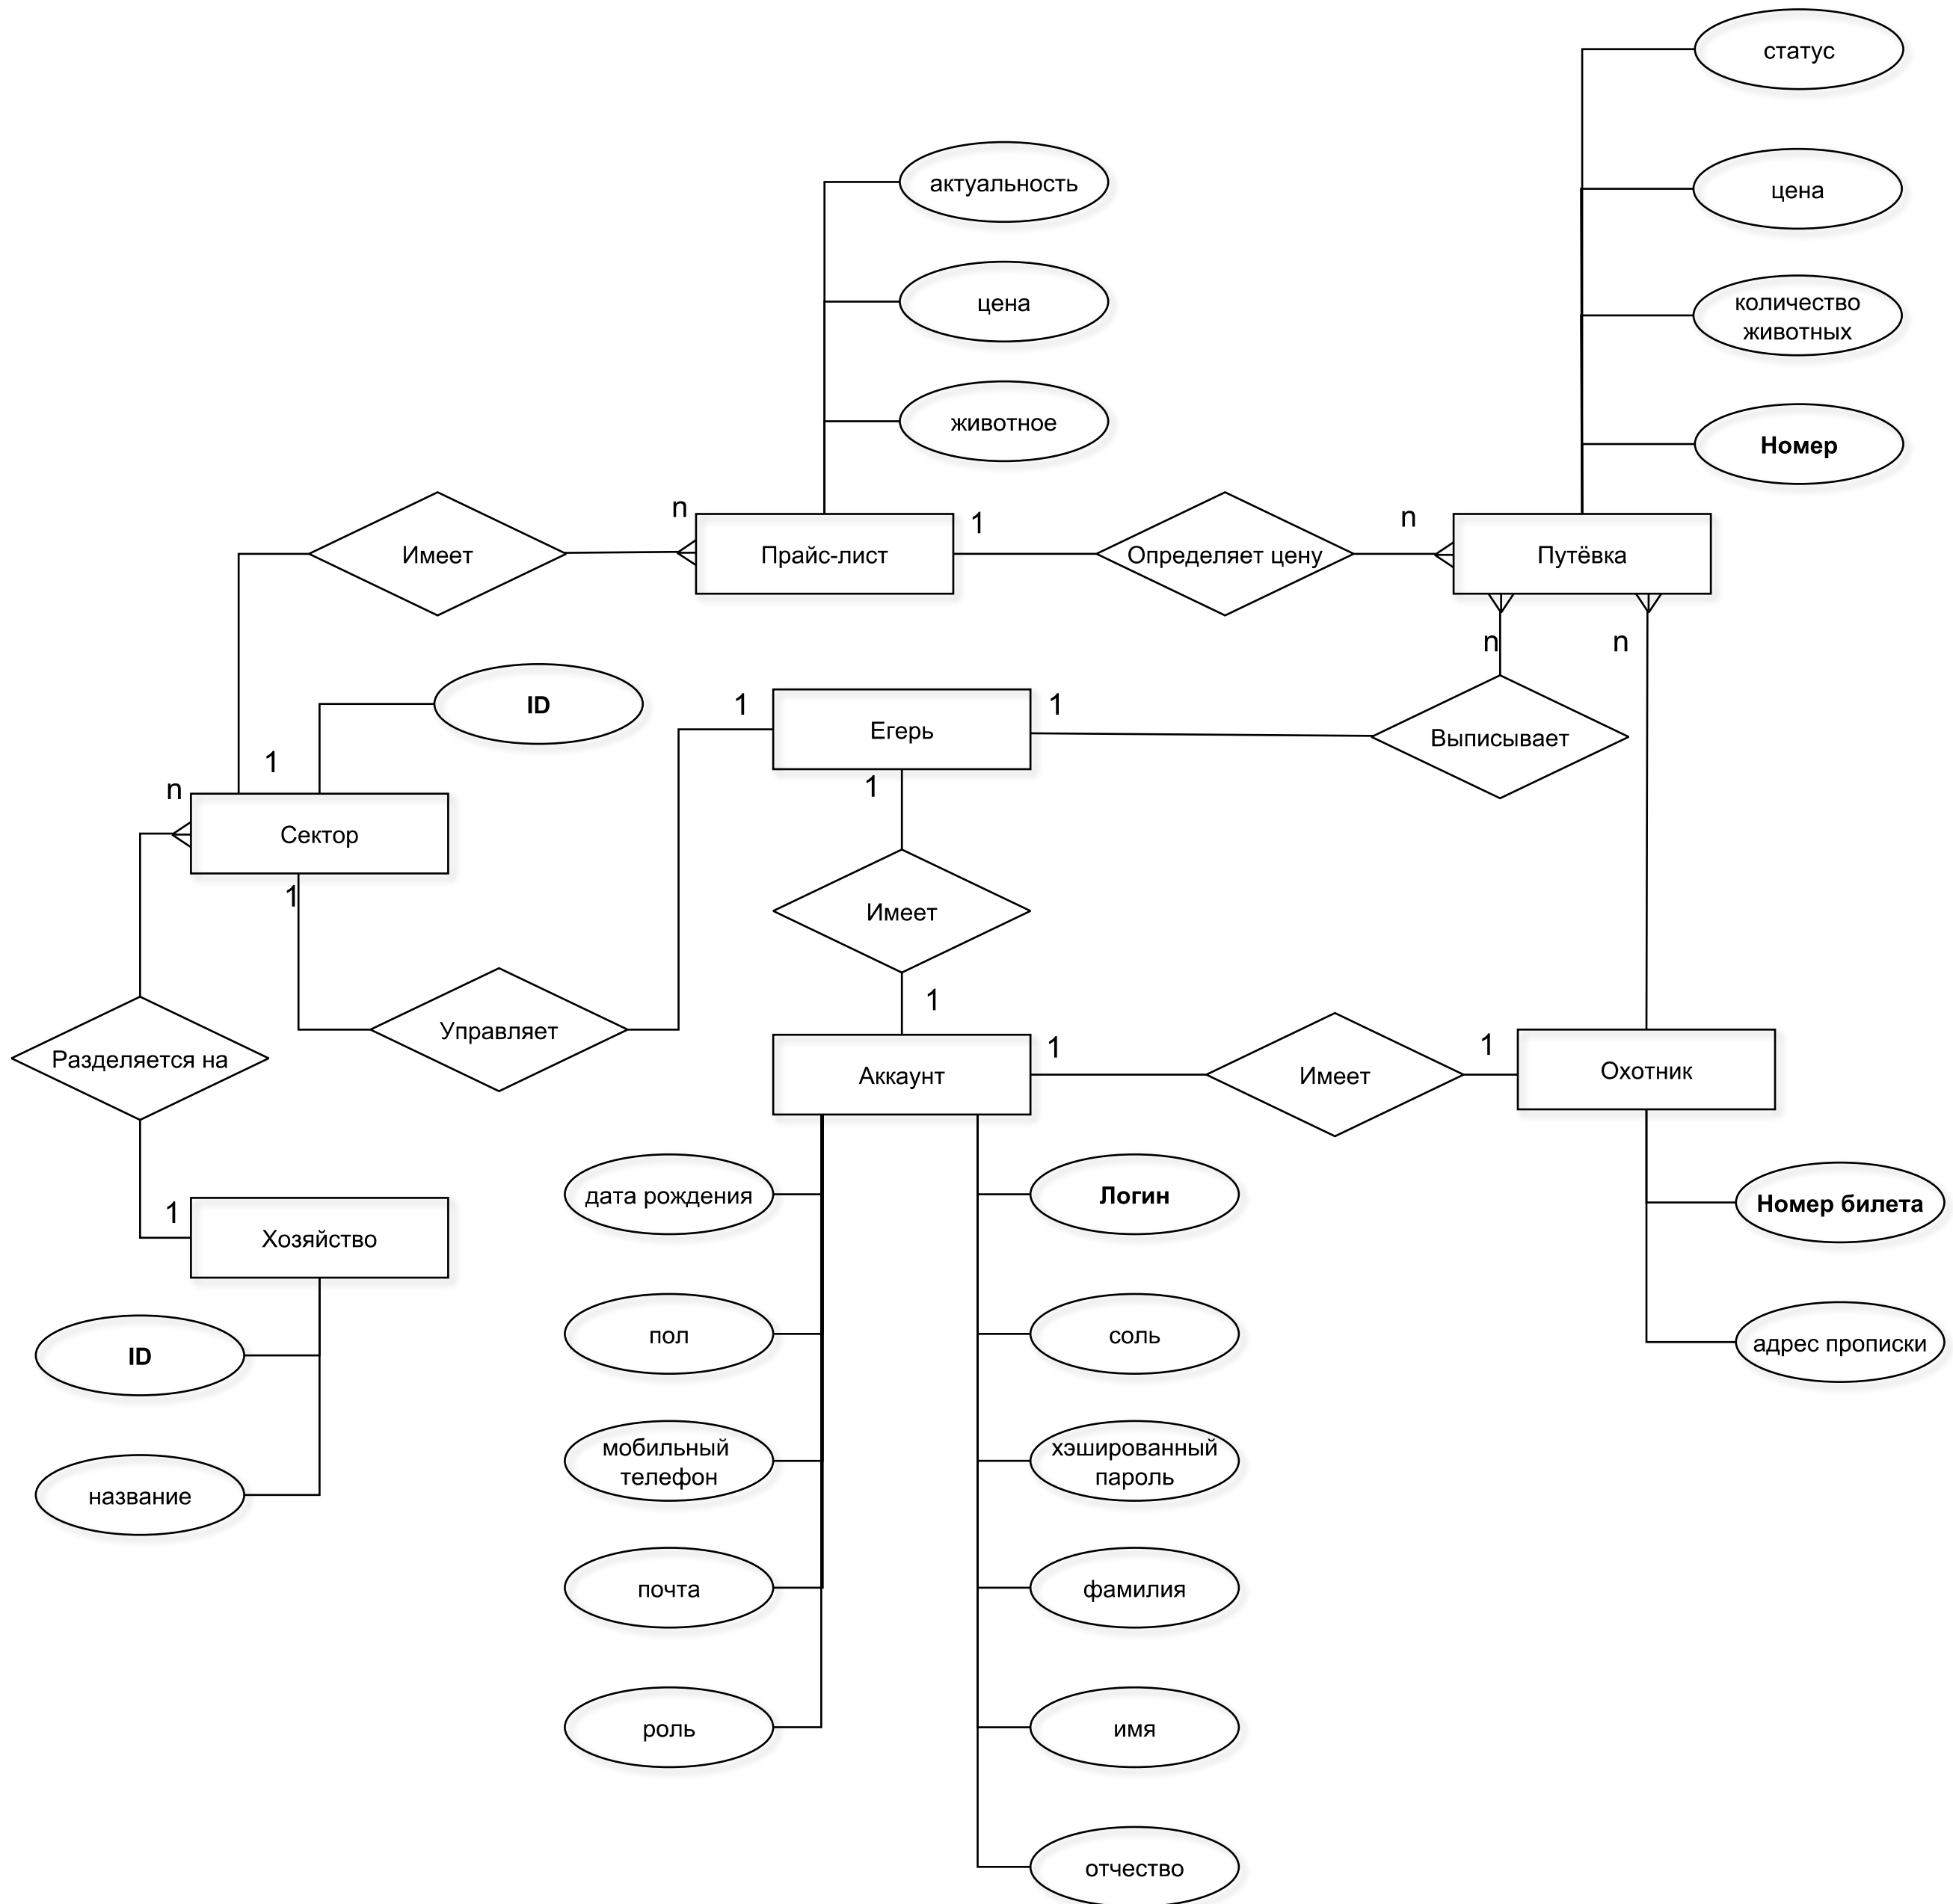 статус
актуальность
цена
цена
количество
животных
животное
Номер
n
1
n
Имеет
Прайс-лист
Определяет цену
Путёвка
n
n
ID
1
1
Егерь
Выписывает
1
n
1
Сектор
1
Имеет
1
Управляет
1
1
Разделяется на
Аккаунт
Имеет
Охотник
дата рождения
Логин
Номер билета
1
Хозяйство
пол
соль
адрес прописки
ID
мобильный
телефон
хэшированный
пароль
название
почта
фамилия
роль
имя
отчество